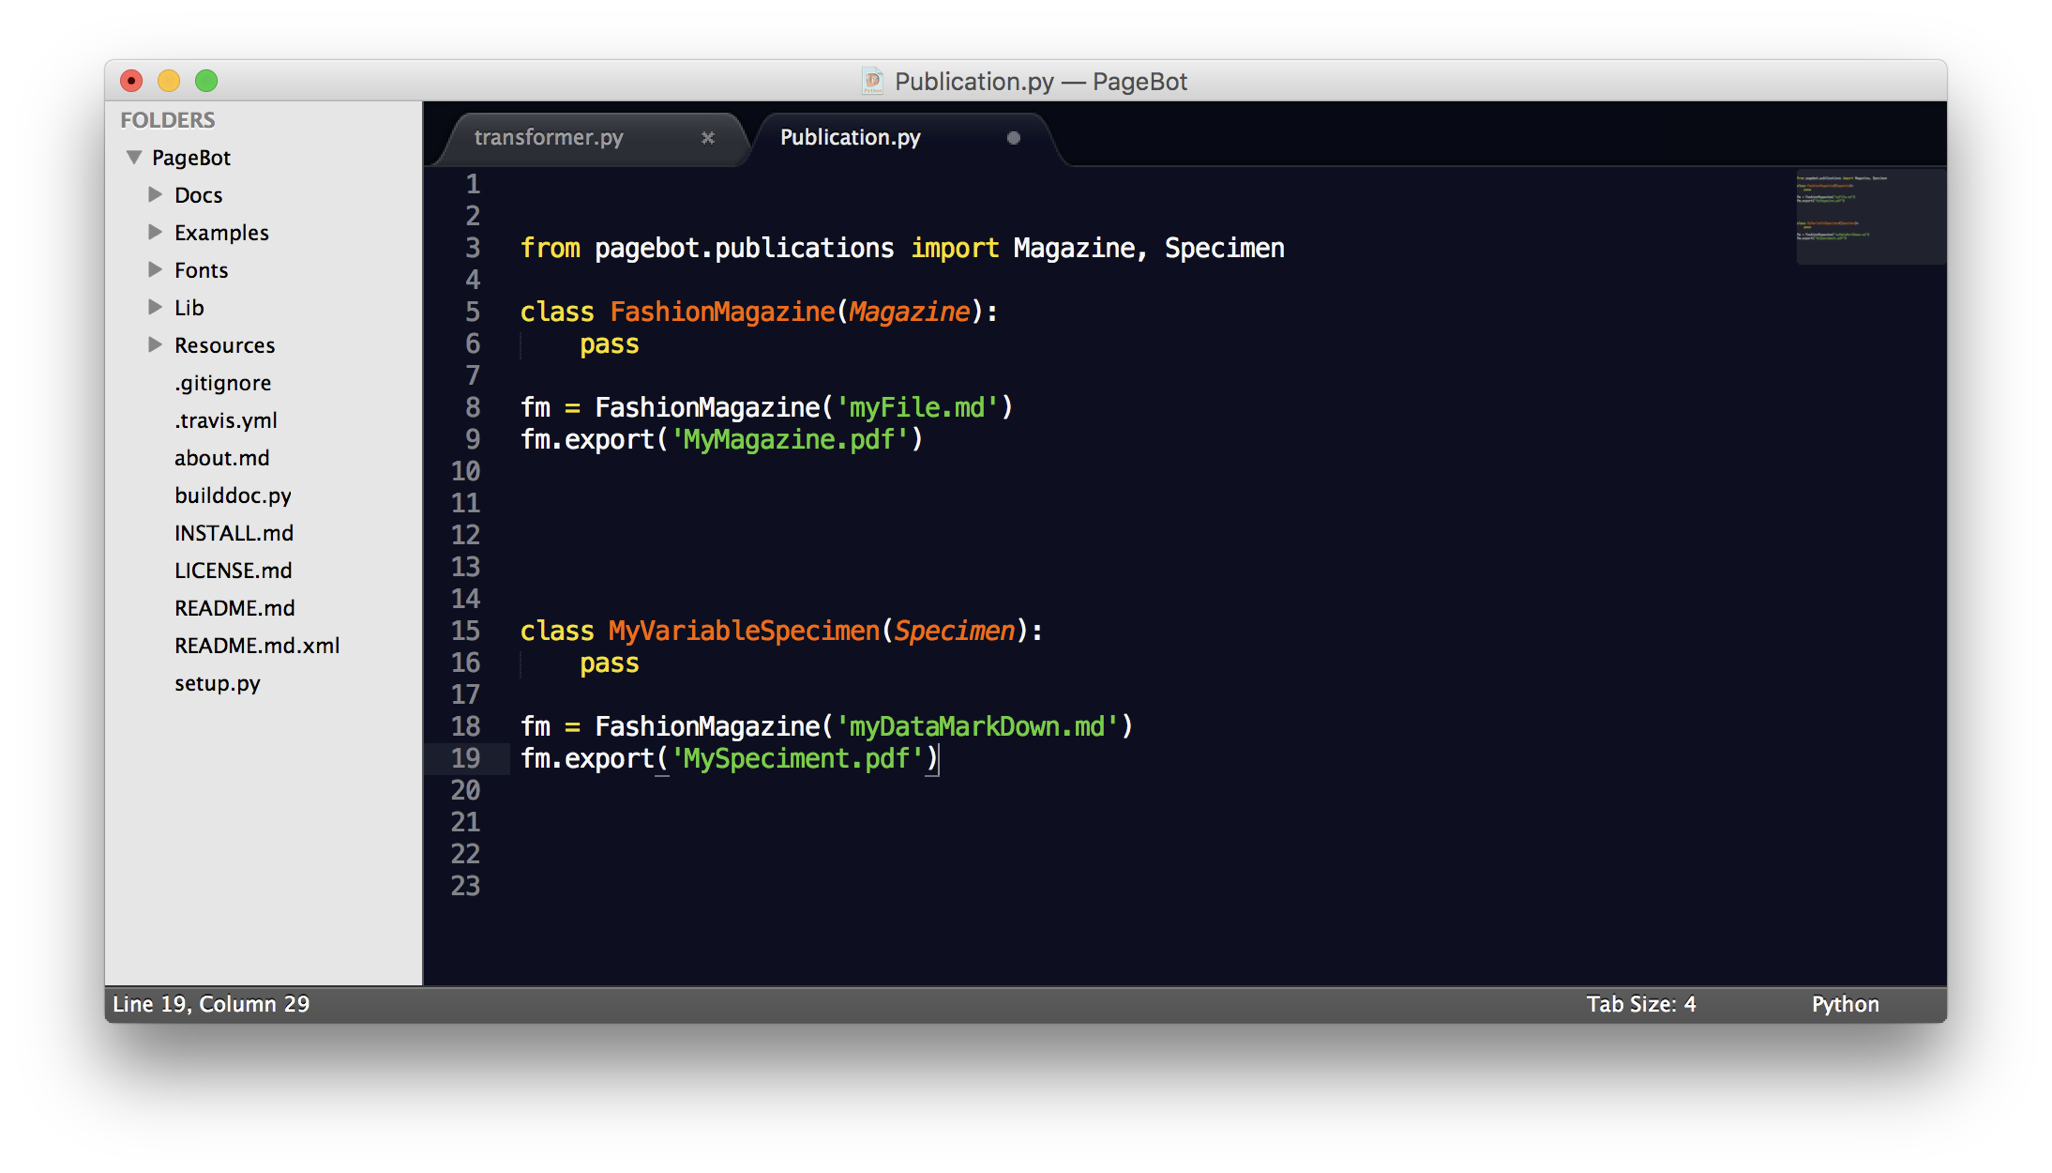 Publication.py — PageBot
FOLDERS
PageBot
Docs
Examples
Fonts
Lib
Resources
.gitignore
.travis.yml
about.md
builddoc.py
INSTALL.md
LICENSE.md
README.md
README.md.xml
setup.py
transformer.py
Publication.py
1
2
3 from pagebot.publications import Magazine, Specimen
4
5 class FashionMagazine(Magazine):
6 pass
7
8 fm = FashionMagazine('myFile.md')
9 fm.export('MyMagazine.pdf')
10
11
12
13
14
15 class MyVariableSpecimen(Specimen):
16 pass
17
18 fm = FashionMagazine('myDataMarkDown.md')
19 fm.export('MySpeciment.pdf')
20
21
22
23
Line 19, Column 29
Tab Size: 4
Python